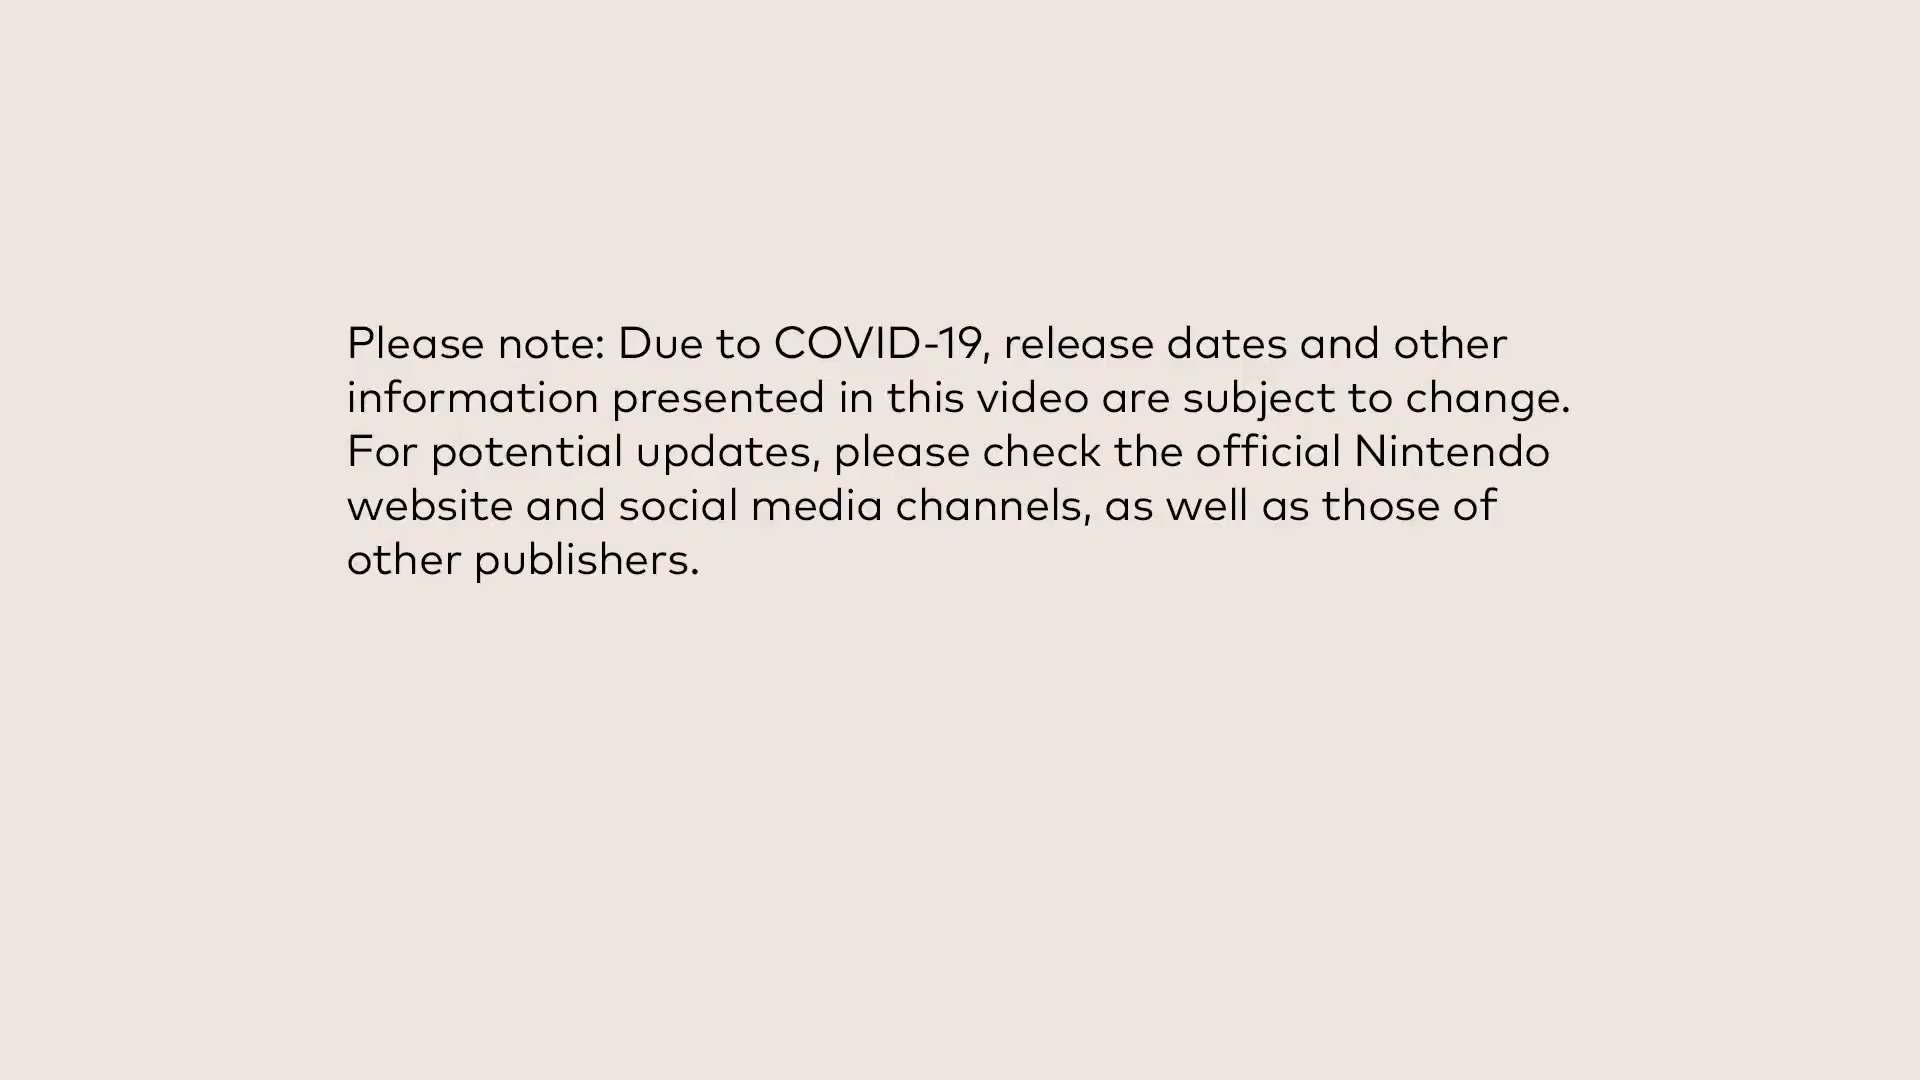 Please note: Due to COVID-19, release dates and other
information presented in this video are subject to change.
For potential updates, please check the official Nintendo
website and social media channels, as well as those of
other publishers.